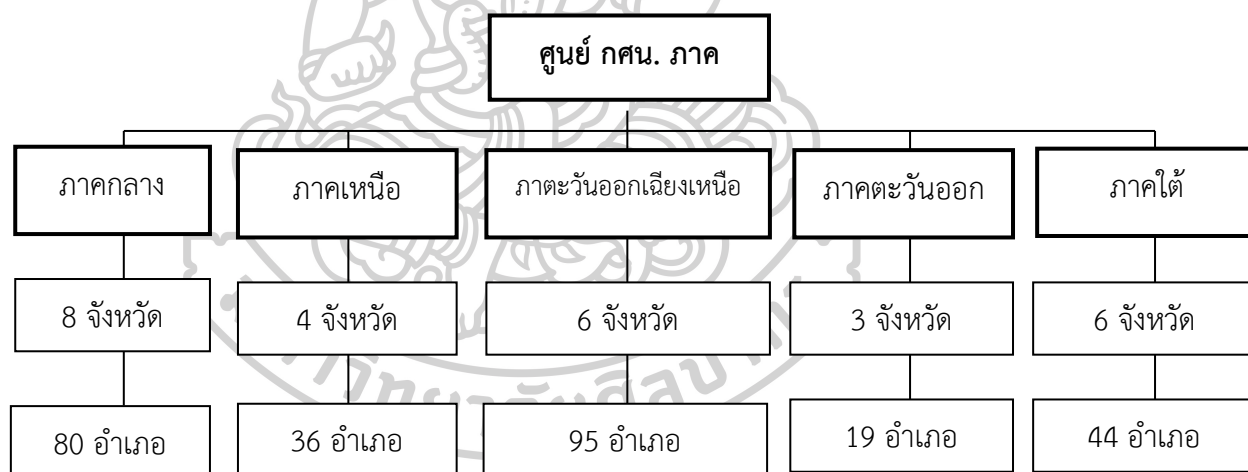 ศูนย์ กศน. ภาค
ภาคกลาง
ภาคเหนือ
ภาตะวันออกเฉียงเหนือ
ภาคตะวันออก
ภาคใต้
8 จังหวัด
4 จังหวัด
6 จังหวัด
3 จังหวัด
6 จังหวัด
80 อำเภอ
36 อำเภอ
95 อำเภอ
19 อำเภอ
44 อำเภอ